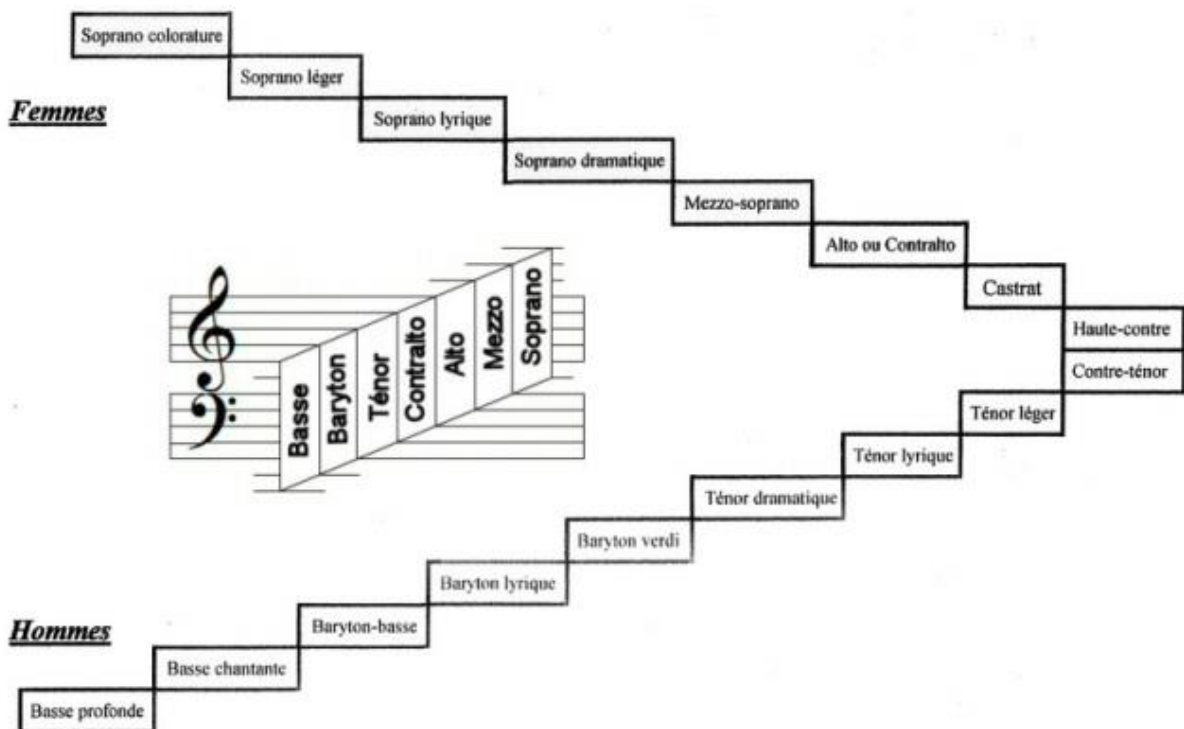 Soprano colorature
Soprano léger
Femmes
Soprano lyrique
Soprano dramatique
Mezzo-soprano
Alto ou Contralto
Castrat
Haute-contre
Contre-ténor
Ténor léger
Ténor lyrique
Ténor dramatique
Baryton verdi
Baryton lyrique
Baryton-basse
Hommes
Basse chantante
Basse profonde
Basse
Baryton
Ténor
Contralto
Alto
Mezzo
Soprano